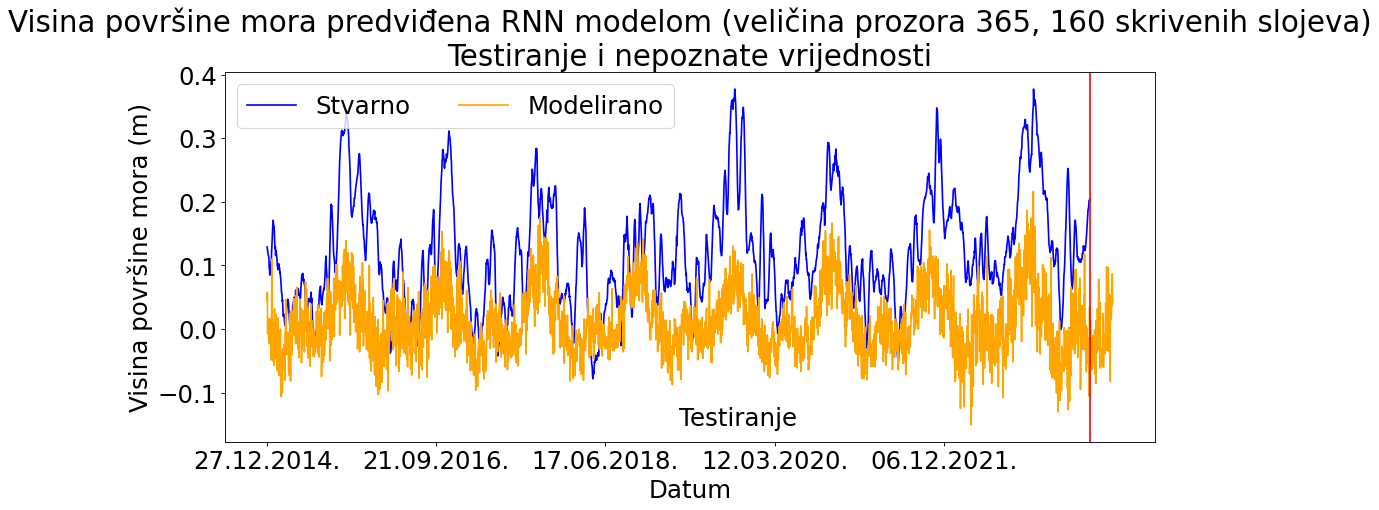 Visina površine mora predviđena RNN modelom (veličina prozora 365, 160 skrivenih slojeva)
Testiranje i nepoznate vrijednosti
Stvarno Modelirano
Visina površine mora (m)
0.4
0.3
0.2
0.1
0.0
−0.1
Testiranje
27.12.2014. 21.09.2016. 17.06.2018. 12.03.2020. 06.12.2021.
Datum